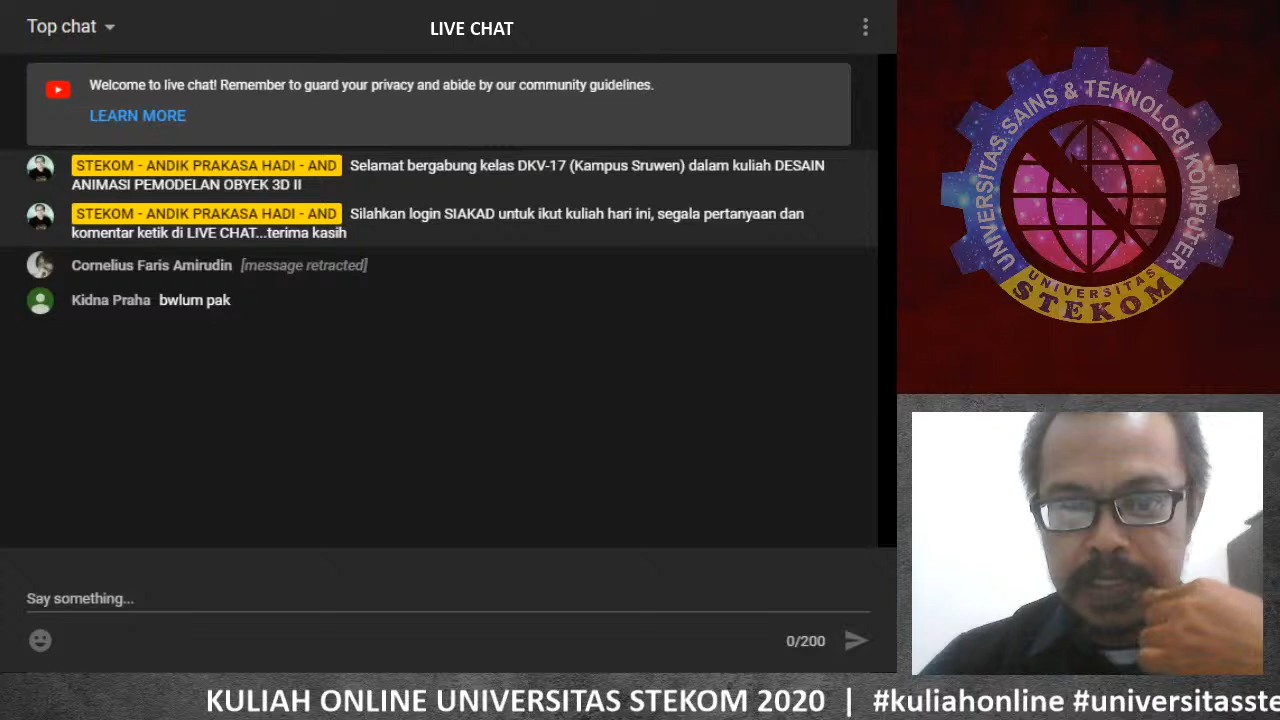 Top chat
LIVE CHAT
Welcome to live chat! Remember to guard your privacy and abide by our community guidelines.
LEARN MORE
STEKOM - ANDIK PRAKASA HADI - AND Selamat bergabung kelas DKV-17 (Kampus Sruwen) dalam kuliah DESAIN
ANIMASI PEMODELAN OBYEK 3D II
STEKOM - ANDIK PRAKASA HADI - AND Silahkan login SIAKAD untuk ikut kuliah hari ini, segala pertanyaan dan
komentar ketik di LIVE CHAT...terima kasih
Cornelius Faris Amirudin [message retracted]
Kidna Praha bwlum pak
Say something...
0/200
UNIVERSITAS SAINS & TEKNOLOGI KOMPUTER
UNIVERSITAS
STEKOM
KULIAH ONLINE UNIVERSITAS STEKOM 2020 | #kuliahonline #universitasste